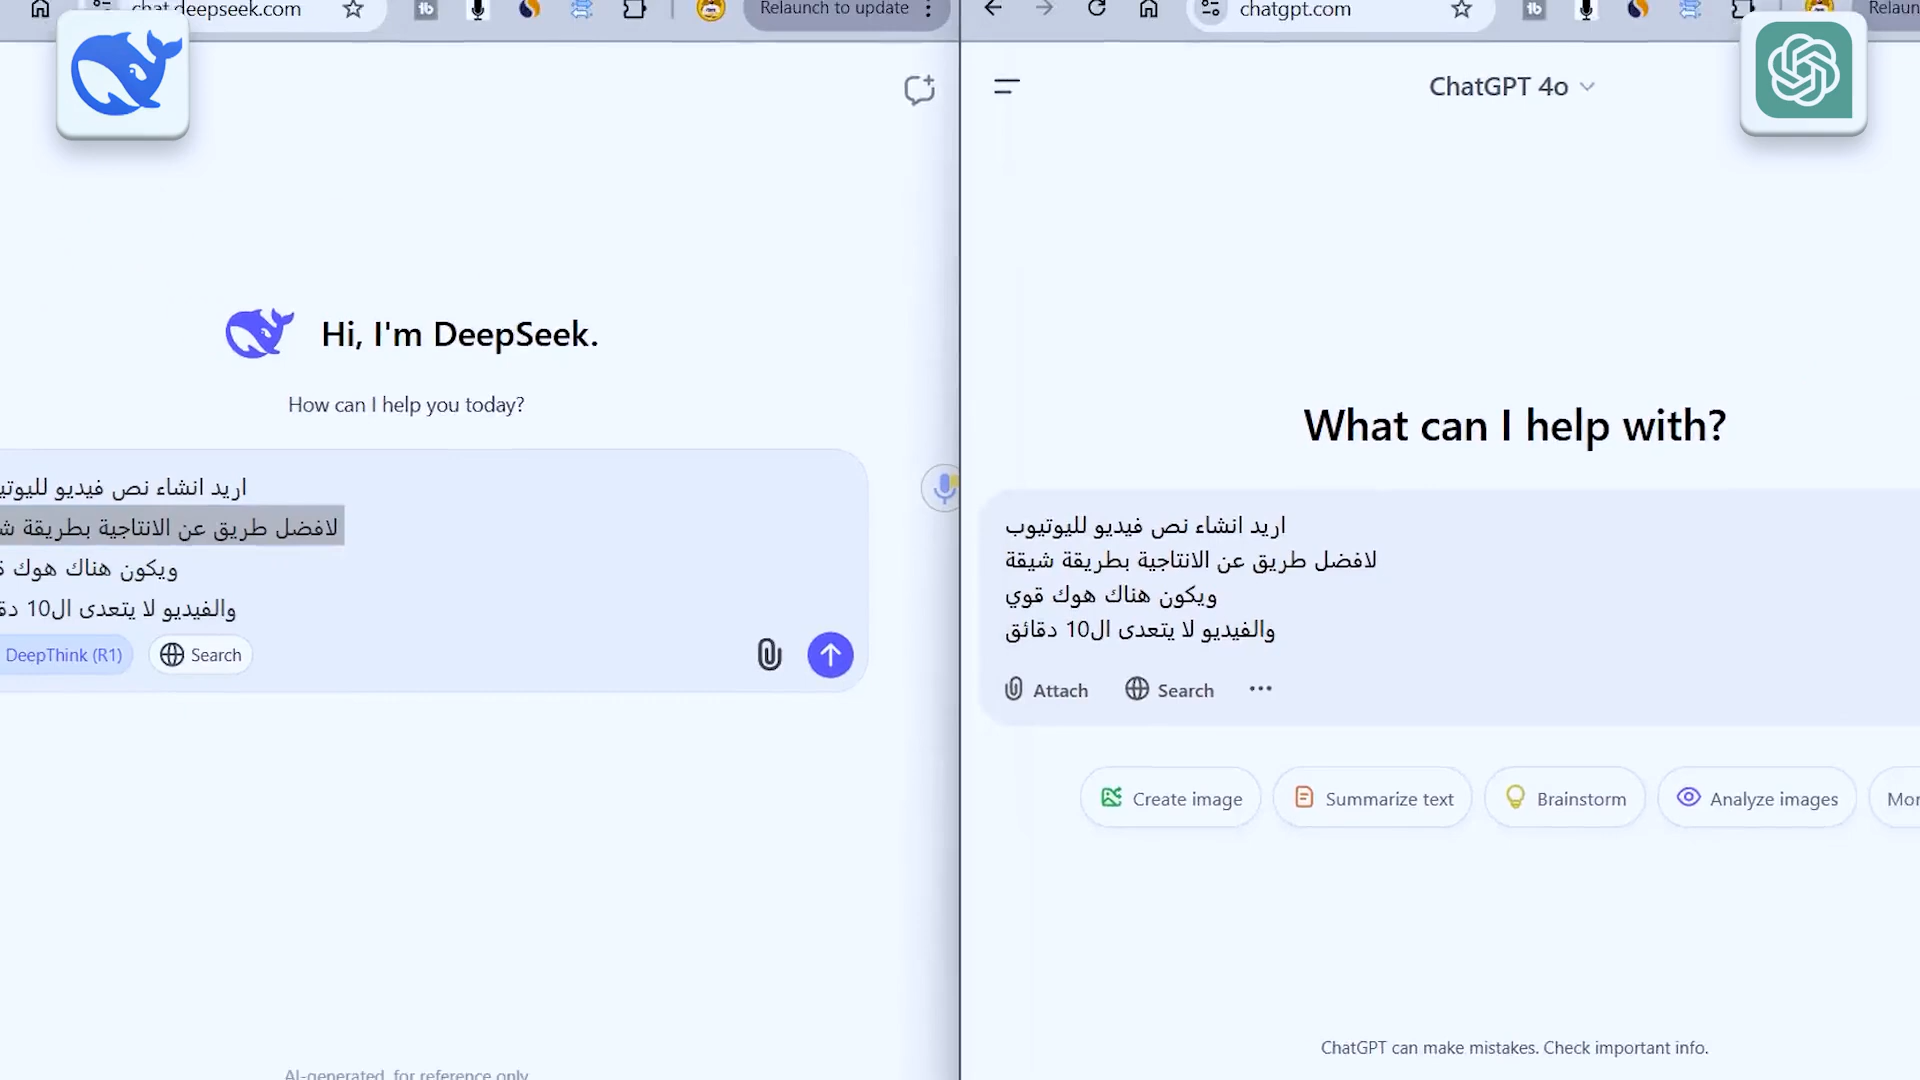 chat.deepseek.com
Relaunch to update
Hi, I'm DeepSeek.
How can I help you today?
اريد انشاء نص فيديو لليوتي
لافضل طريق عن الانتاجية بطريقة ش
ويكون هناك هوك ق
والفيديو لا يتعدى ال10 دق
DeepThink (R1)
Search
AI-generated, for reference only
chatgpt.com
Relaun
ChatGPT 4o
What can I help with?
اريد انشاء نص فيديو لليوتيوب
لافضل طريق عن الانتاجية بطريقة شيقة
ويكون هناك هوك قوي
والفيديو لا يتعدى ال10 دقائق
Attach
Search
Create image
Summarize text
Brainstorm
Analyze images
Mor
ChatGPT can make mistakes. Check important info.